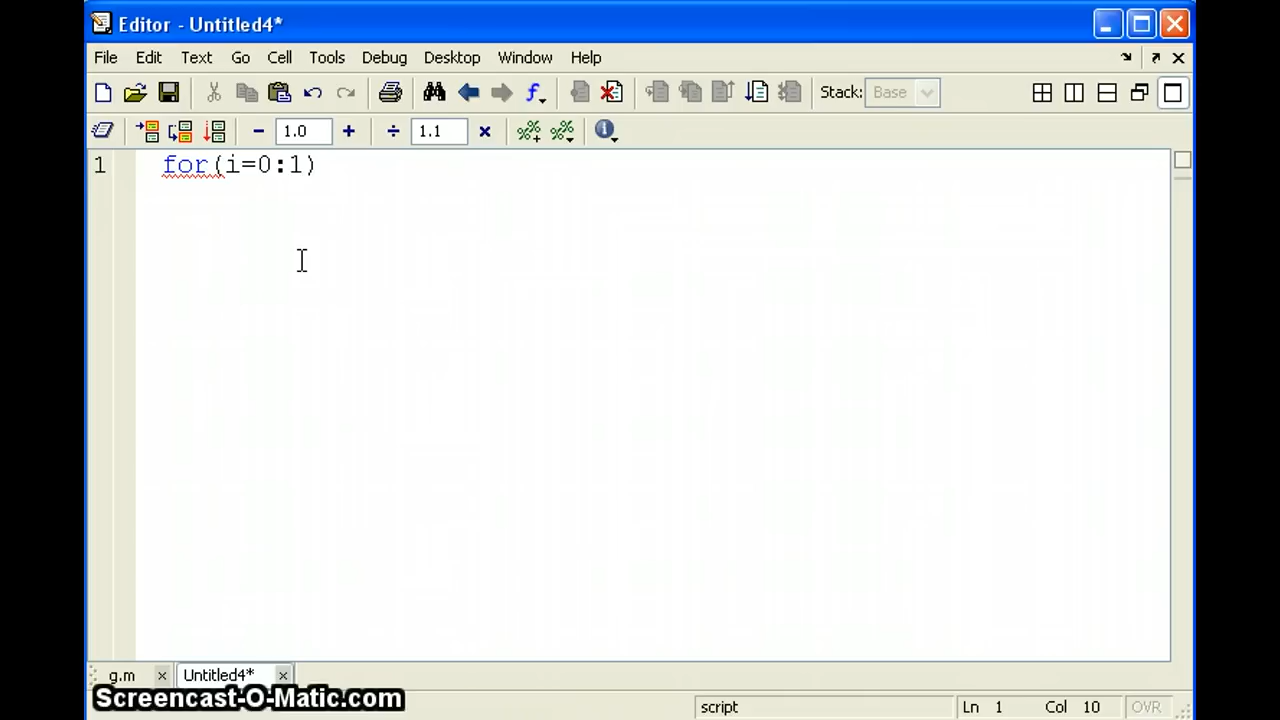 Editor - Untitled4*
File Edit Text Go Cell Tools Debug Desktop Window Help
Stack: Base
1.0 1.1
1 for(i=0:1)
g.m Untitled4*
Screencast-O-Matic.com
script Ln 1 Col 10 OVR